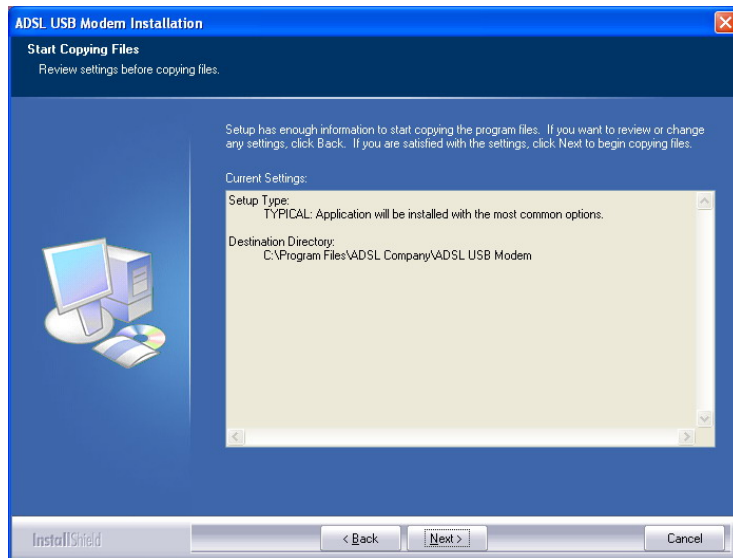 ADSL USB Modem Installation
Start Copying Files
Review settings before copying files.
Setup has enough information to start copying the program files. If you want to review or change
any settings, click Back. If you are satisfied with the settings, click Next to begin copying files.
Current Settings:
Setup Type:
TYPICAL: Application will be installed with the most common options.
Destination Directory:
C:\Program Files\ADSL Company\ADSL USB Modem
InstallShield
< Back
Next >
Cancel